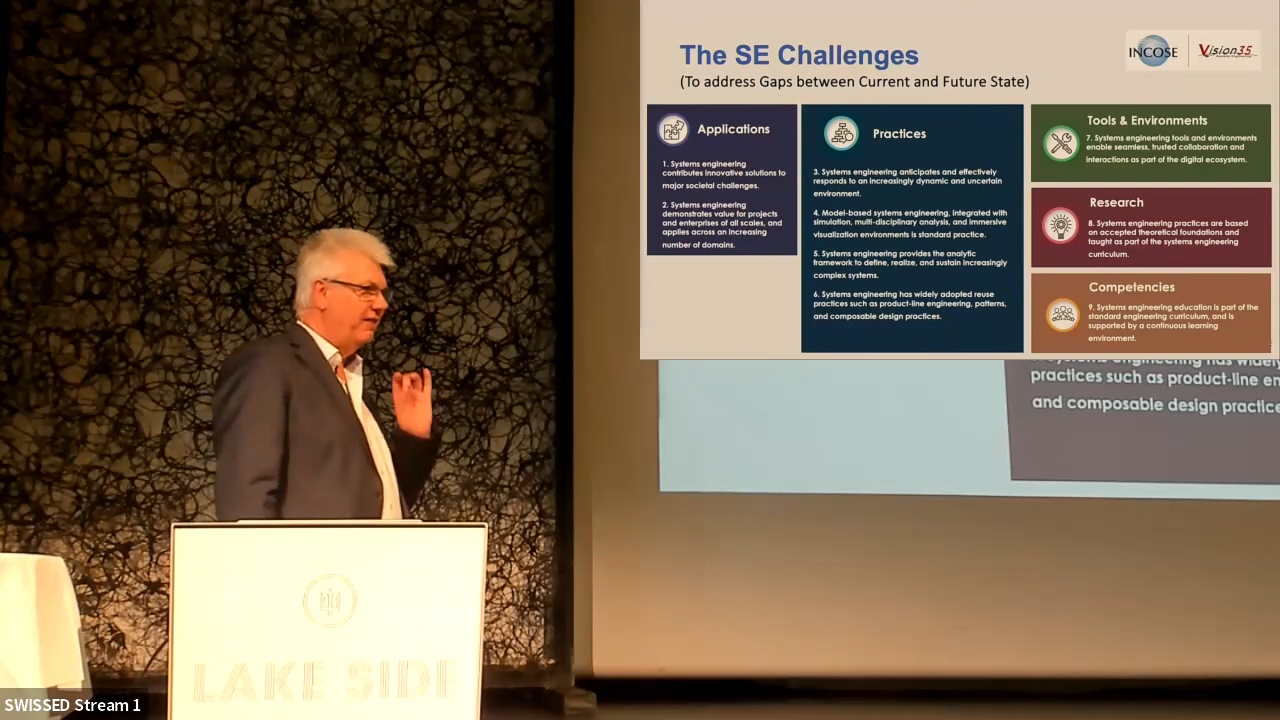 The SE Challenges
(To address Gaps between Current and Future State)
INCOSE
Vision35
Applications
1. Systems engineering
contributes innovative solutions to
major societal challenges.
2. Systems engineering
demonstrates value for projects
and enterprises of all scales, and
applies across an increasing
number of domains.
Practices
3. Systems engineering anticipates and effectively
responds to an increasingly dynamic and uncertain
environment.
4. Model-based systems engineering, integrated with
simulation, multi-disciplinary analysis, and immersive
visualization environments is standard practice.
5. Systems engineering provides the analytic
framework to define, realize, and sustain increasingly
complex systems.
6. Systems engineering has widely adopted reuse
practices such as product-line engineering, patterns,
and composable design practices.
Tools & Environments
7. Systems engineering tools and environments
enable seamless, trusted collaboration and
interactions as part of the digital ecosystem.
Research
8. Systems engineering practices are based
on accepted theoretical foundations and
taught as part of the systems engineering
curriculum.
Competencies
9. Systems engineering education is part of the
standard engineering curriculum, and is
supported by a continuous learning
environment.
Systems engineering has widely
practices such as product-line en
and composable design practice
LAKE SIDE
SWISSED Stream 1